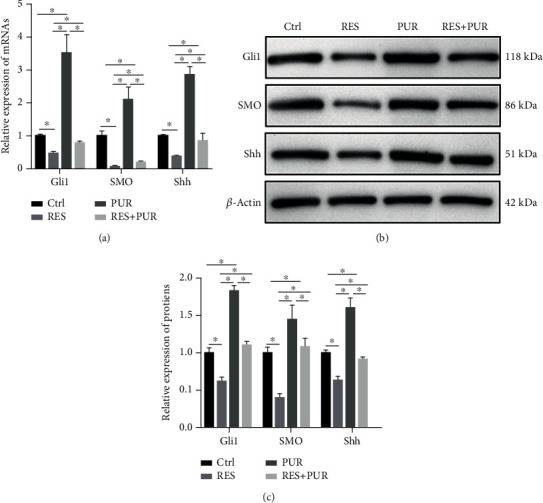 Relative expression of mRNAs
5
4
3
2
1
0
* * * *
* * * *
* * * *
Gli1 SMO Shh
Ctrl PUR
RES RES+PUR
(a)
Ctrl RES PUR RES+PUR
Gli1 118 kDa
SMO 86 kDa
Shh 51 kDa
β-Actin 42 kDa
(b)
Relative expression of protiens
2.0
1.5
1.0
0.1
0.0
* * * * *
* * * * *
* * * * *
Gli1 SMO Shh
Ctrl PUR
RES RES+PUR
(c)